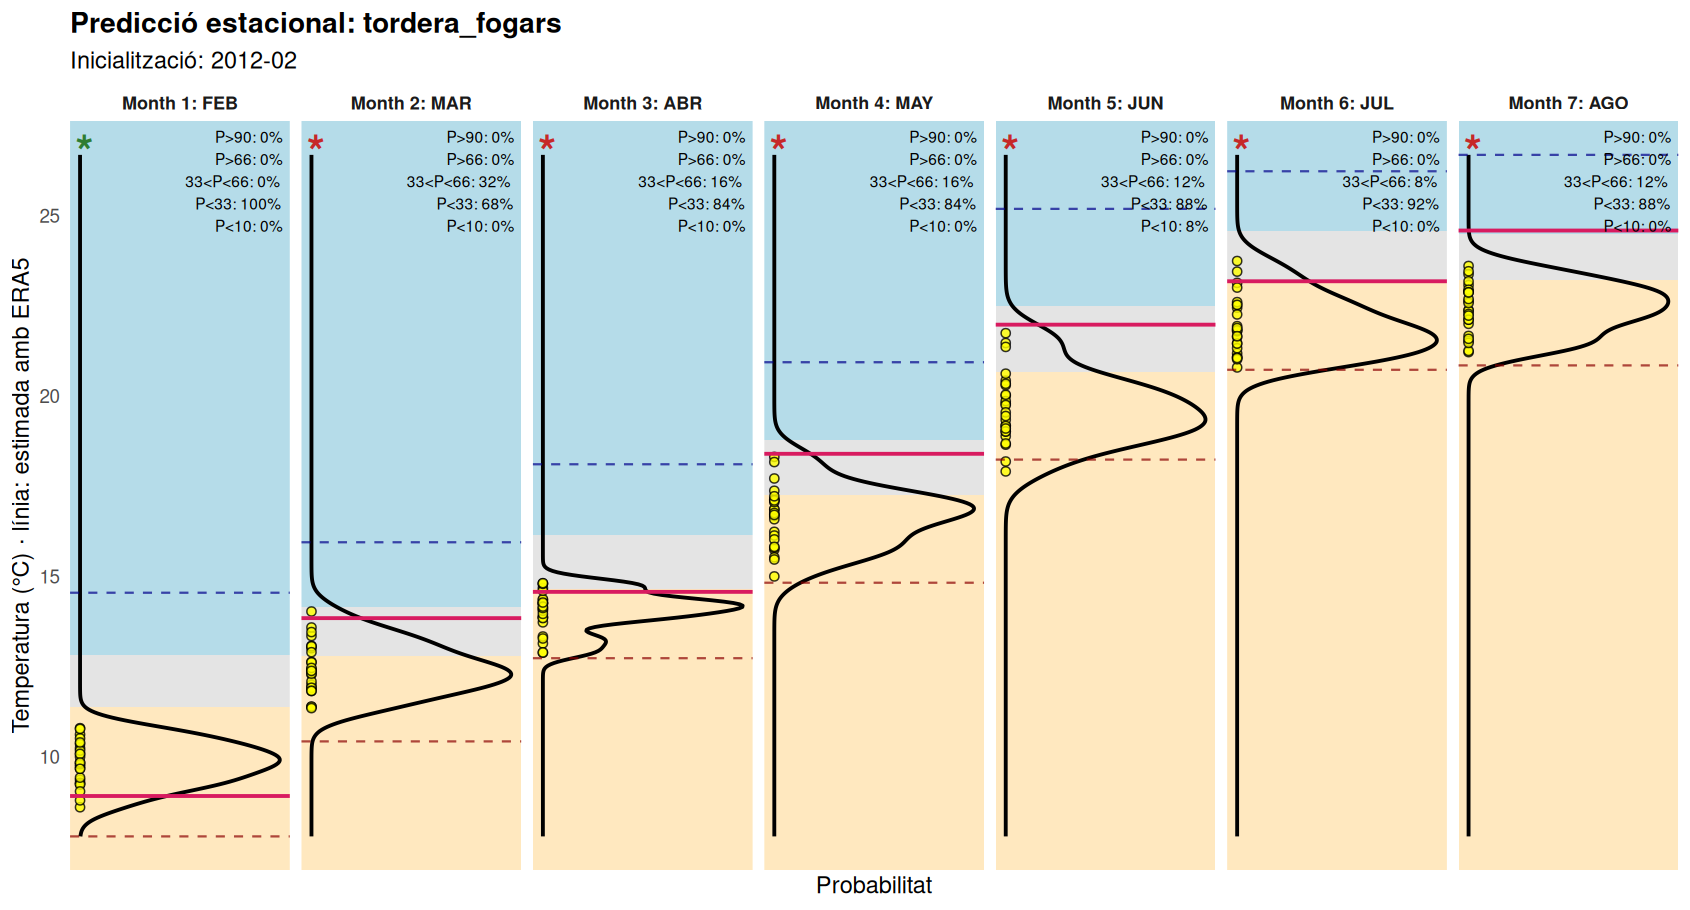 Predicció estacional: tordera_fogars
Inicialització: 2012-02
Month 1: FEB
Month 2: MAR
Month 3: ABR
Month 4: MAY
Month 5: JUN
Month 6: JUL
Month 7: AGO
*
P>90: 0%
P>66: 0%
33<P<66: 0%
P<33: 100%
P<10: 0%
*
P>90: 0%
P>66: 0%
33<P<66: 32%
P<33: 68%
P<10: 0%
*
P>90: 0%
P>66: 0%
33<P<66: 16%
P<33: 84%
P<10: 0%
*
P>90: 0%
P>66: 0%
33<P<66: 16%
P<33: 84%
P<10: 0%
*
P>90: 0%
P>66: 0%
33<P<66: 12%
P<33: 88%
P<10: 8%
*
P>90: 0%
P>66: 0%
33<P<66: 8%
P<33: 92%
P<10: 0%
*
P>90: 0%
P>66: 0%
33<P<66: 12%
P<33: 88%
P<10: 0%
25
20
15
10
Temperatura (°C) · línia: estimada amb ERA5
Probabilitat